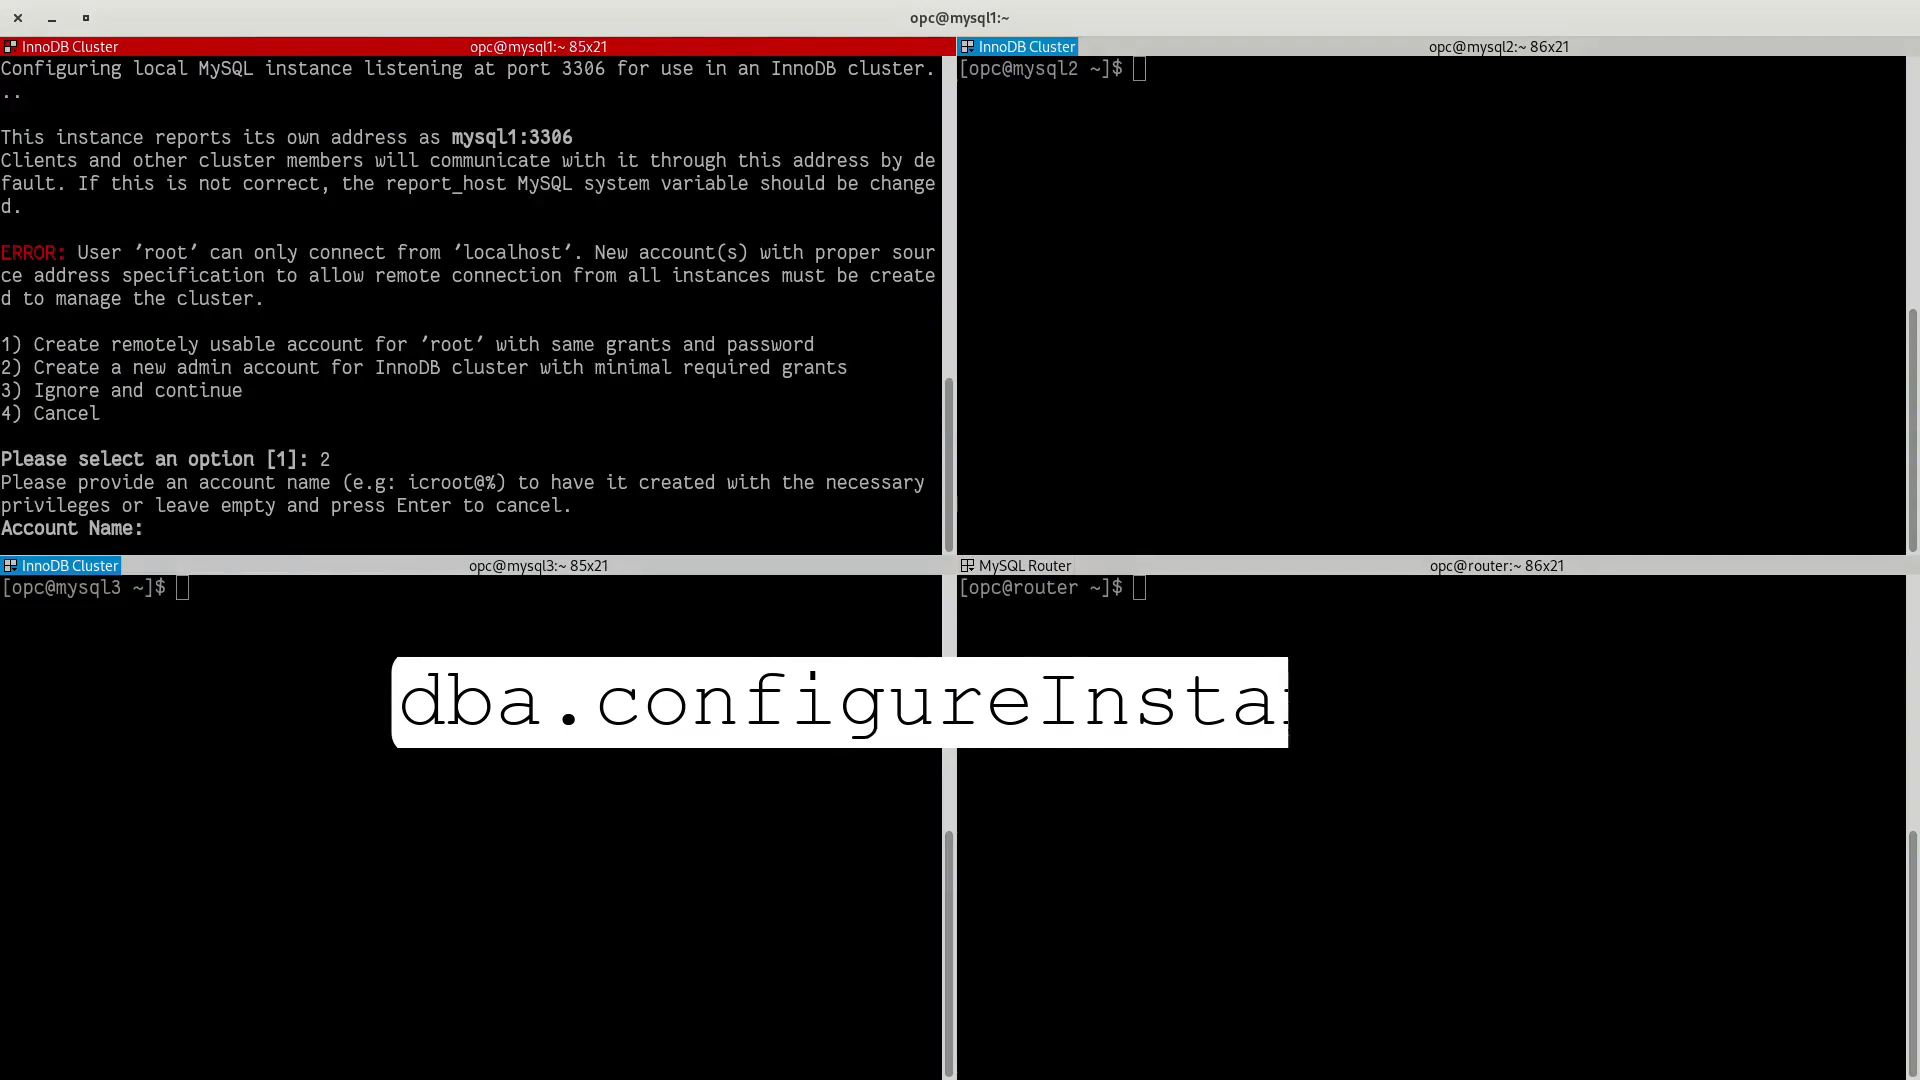 opc@mysql1:~
InnoDB Cluster
opc@mysql1:~ 85x21
Configuring local MySQL instance listening at port 3306 for use in an InnoDB cluster.
..
This instance reports its own address as mysql1:3306
Clients and other cluster members will communicate with it through this address by de
fault. If this is not correct, the report_host MySQL system variable should be change
d.
ERROR: User 'root' can only connect from 'localhost'. New account(s) with proper sour
ce address specification to allow remote connection from all instances must be create
d to manage the cluster.
1) Create remotely usable account for 'root' with same grants and password
2) Create a new admin account for InnoDB cluster with minimal required grants
3) Ignore and continue
4) Cancel
Please select an option [1]: 2
Please provide an account name (e.g: icroot@%) to have it created with the necessary
privileges or leave empty and press Enter to cancel.
Account Name:
InnoDB Cluster
opc@mysql2:~ 86x21
[opc@mysql2 ~]$
InnoDB Cluster
opc@mysql3:~ 85x21
[opc@mysql3 ~]$
MySQL Router
opc@router:~ 86x21
[opc@router ~]$
dba.configureInsta